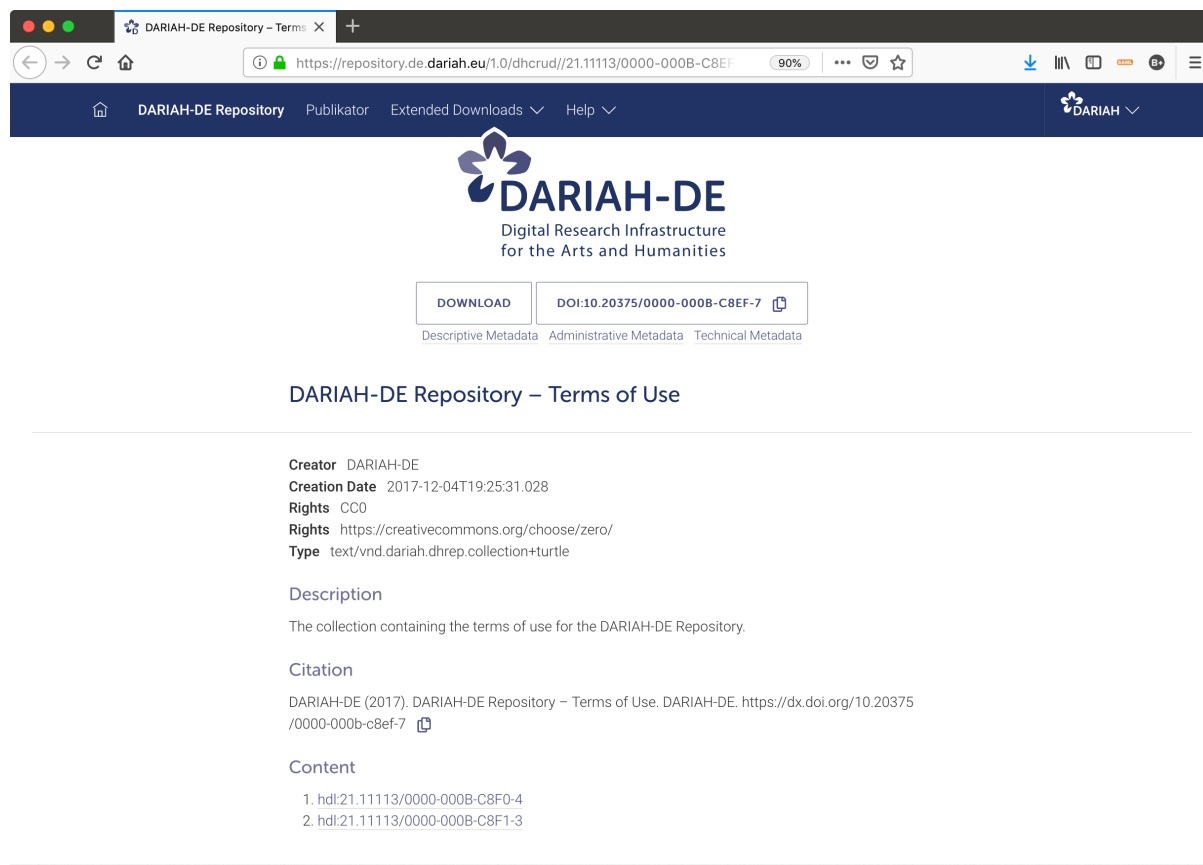 DARIAH-DE Repository – Terms
https://repository.de.dariah.eu/1.0/dhcrud//21.11113/0000-000B-C8EF
90%
DARIAH-DE Repository Publikator Extended Downloads Help DARIAH
DARIAH-DE
Digital Research Infrastructure
for the Arts and Humanities
DOWNLOAD DOI:10.20375/0000-000B-C8EF-7
Descriptive Metadata Administrative Metadata Technical Metadata
DARIAH-DE Repository – Terms of Use
Creator DARIAH-DE
Creation Date 2017-12-04T19:25:31.028
Rights CC0
Rights https://creativecommons.org/choose/zero/
Type text/vnd.dariah.dhrep.collection+turtle
Description
The collection containing the terms of use for the DARIAH-DE Repository.
Citation
DARIAH-DE (2017). DARIAH-DE Repository – Terms of Use. DARIAH-DE. https://dx.doi.org/10.20375
/0000-000b-c8ef-7
Content
1. hdl:21.11113/0000-000B-C8F0-4
2. hdl:21.11113/0000-000B-C8F1-3